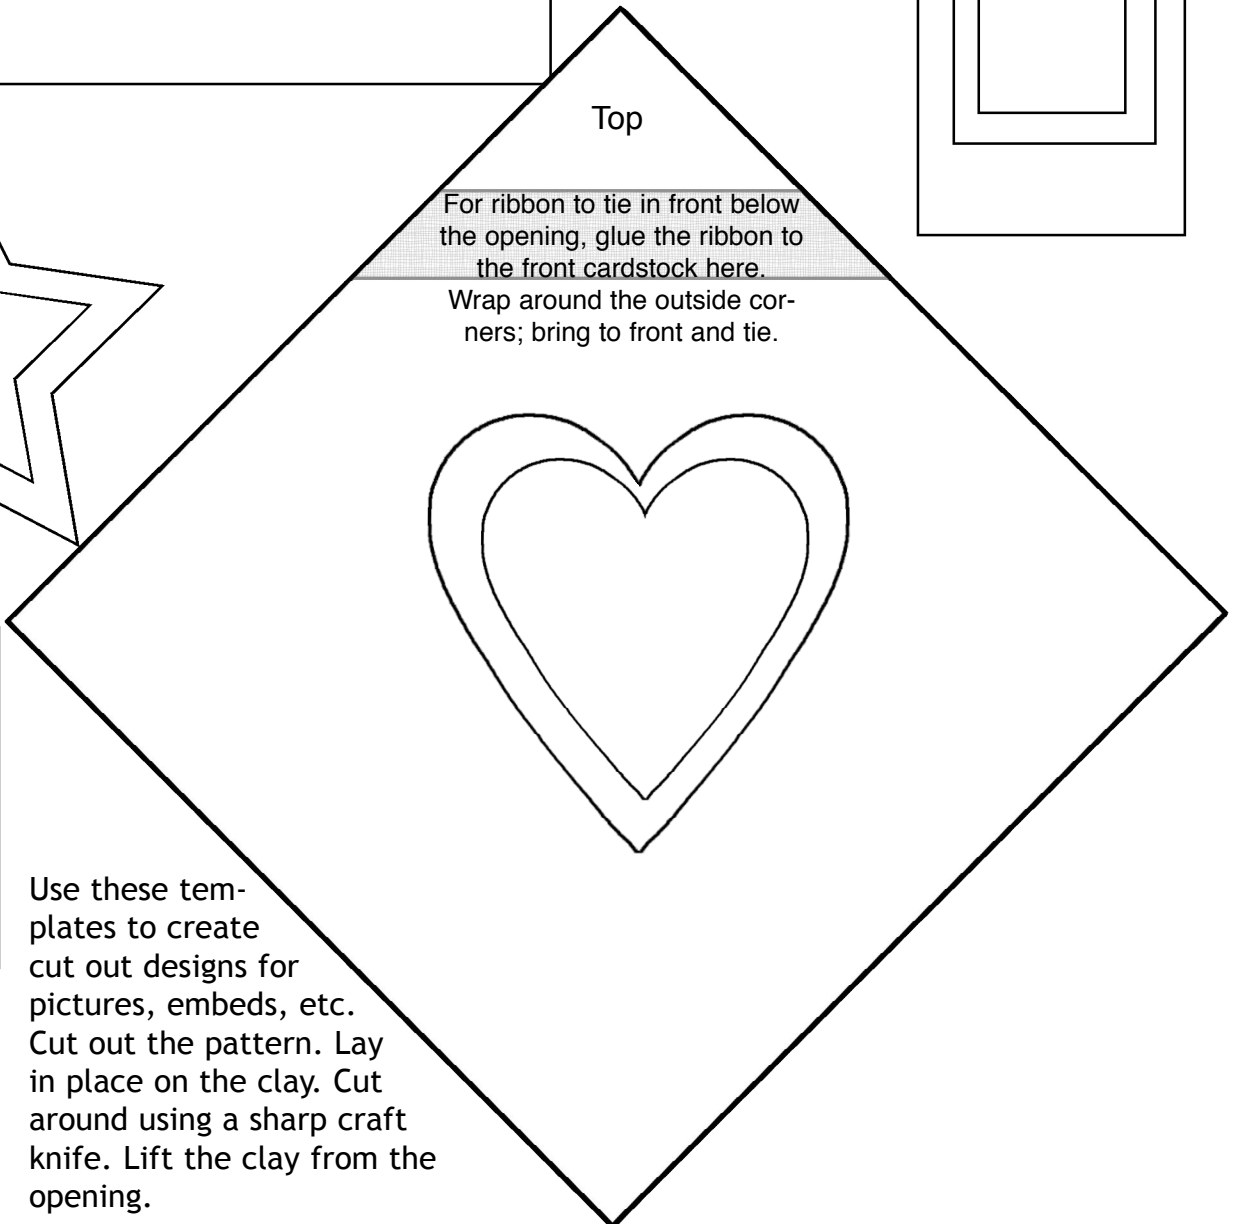 Top
For ribbon to tie in front below
the opening, glue the ribbon to
the front cardstock here.
Wrap around the outside cor-
ners; bring to front and tie.
Use these tem-
plates to create
cut out designs for
pictures, embeds, etc.
Cut out the pattern. Lay
in place on the clay. Cut
around using a sharp craft
knife. Lift the clay from the
opening.